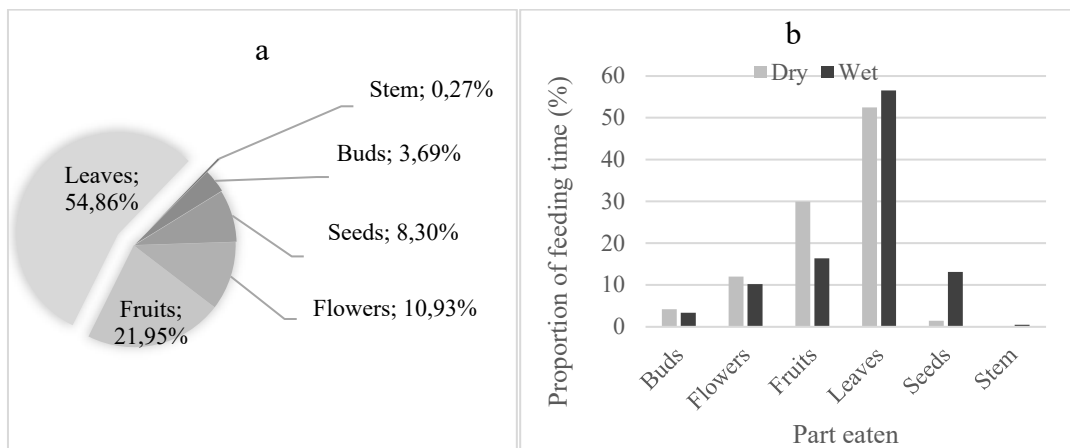 a
Stem; 0,27%
Buds; 3,69%
Leaves;
54,86%
Seeds; 8,30%
Flowers; 10,93%
Fruits;
21,95%
b
Dry Wet
Proportion of feeding time (%)
60
50
40
30
20
10
0
Buds
Flowers
Fruits
Leaves
Seeds
Stem
Part eaten